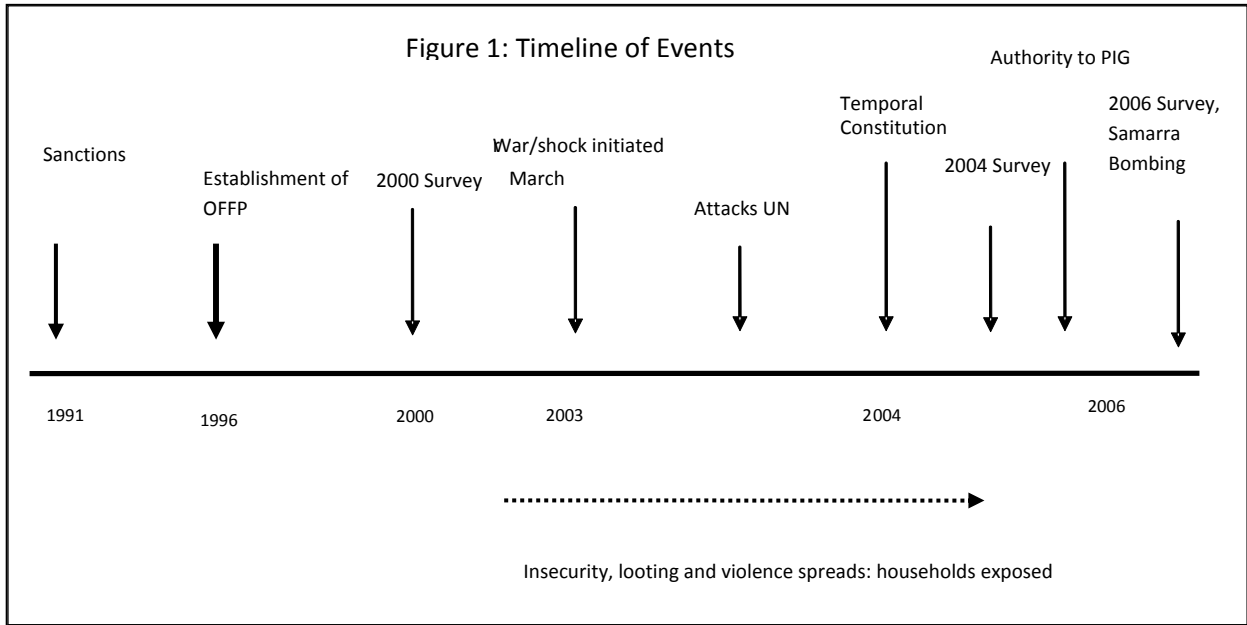 Figure 1: Timeline of Events
Authority to PIG
Sanctions
Establishment of
OFFP
2000 Survey
War/shock initiated
March
Attacks UN
Temporal
Constitution
2004 Survey
2006 Survey,
Samarra
Bombing
1991
1996
2000
2003
2004
2006
Insecurity, looting and violence spreads: households exposed